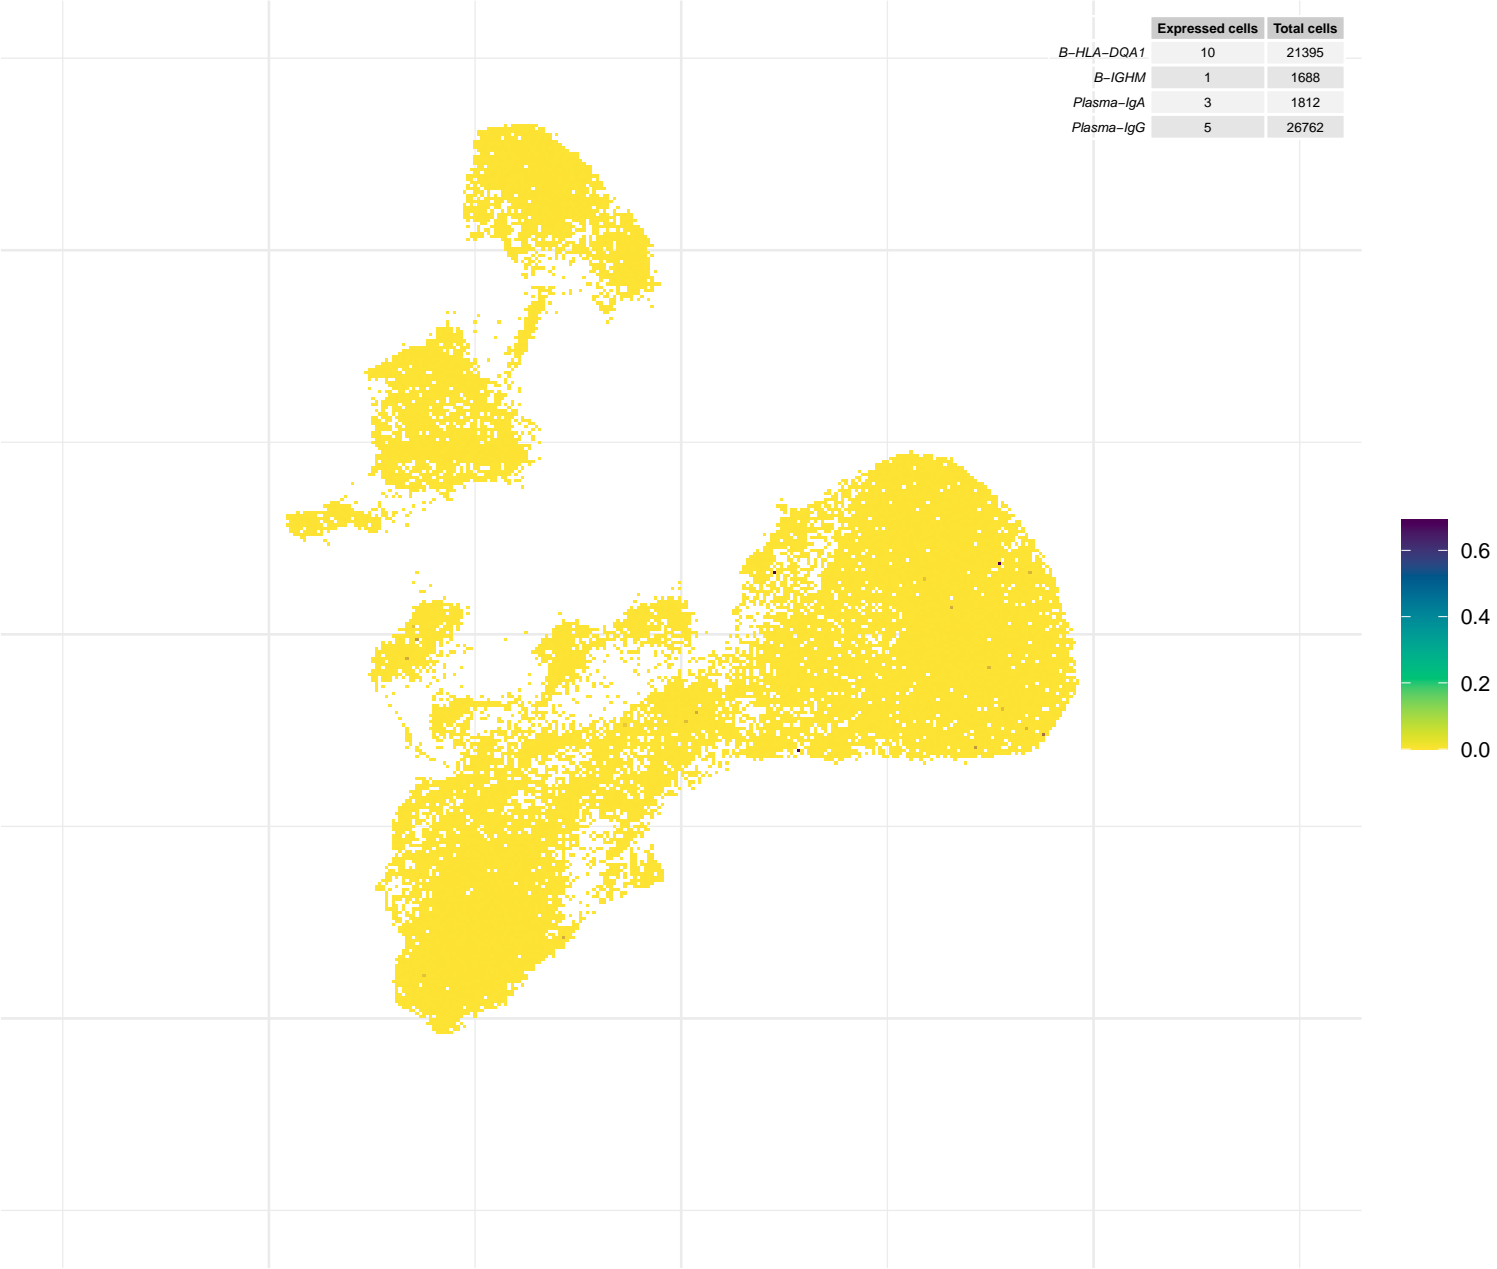 Expressed cells Total cells
B−HLA−DQA1 10 21395
B−IGHM 1 1688
Plasma−IgA 3 1812
Plasma−IgG 5 26762
0.6
0.4
0.2
0.0